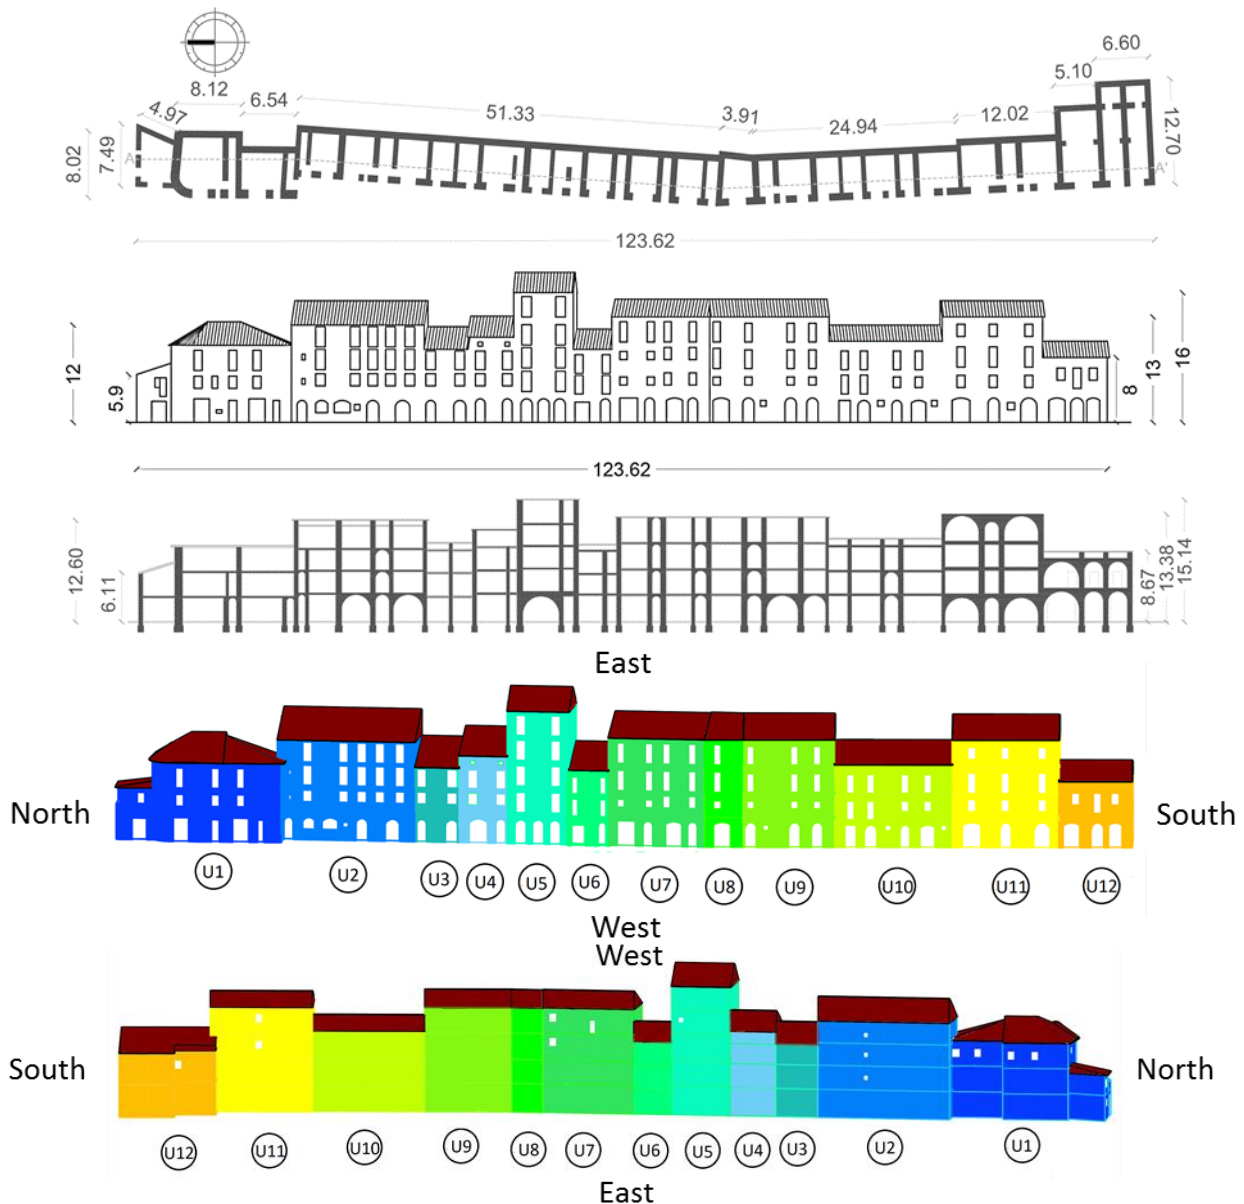 6.60
5.10
8.12
6.54
4.97
51.33
3.91
24.94
12.02
12.70
8.02
7.49
A
A'
123.62
12
5.9
8
13
16
123.62
12.60
6.11
8.67
13.38
15.14
East
North
South
U1
U2
U3
U4
U5
U6
U7
U8
U9
U10
U11
U12
West
West
South
North
U12
U11
U10
U9
U8
U7
U6
U5
U4
U3
U2
U1
East